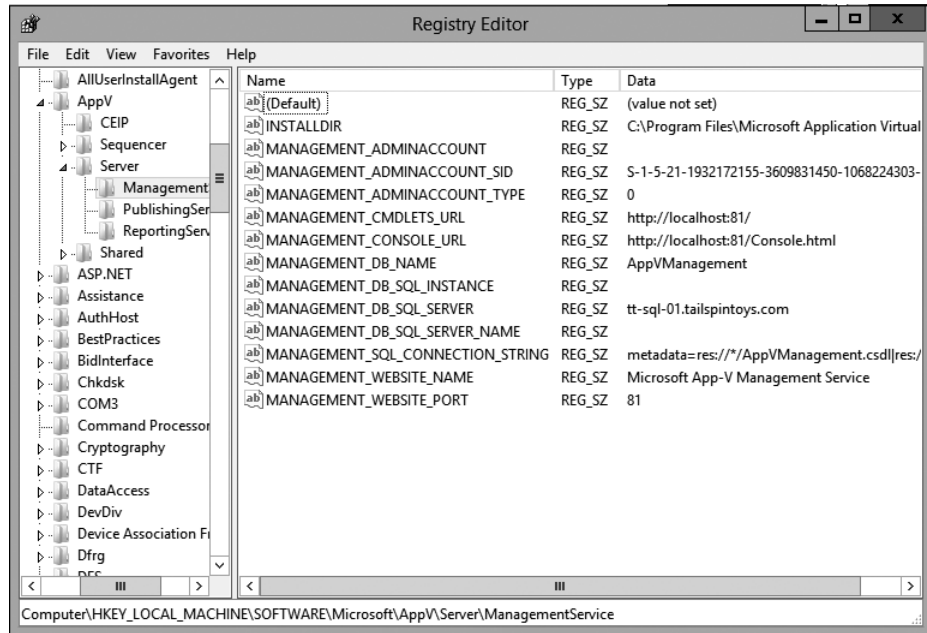 Registry Editor
File Edit View Favorites Help
AllUserInstallAgent
AppV
CEIP
Sequencer
Server
Management
PublishingSer
ReportingServ
Shared
ASP.NET
Assistance
AuthHost
BestPractices
BidInterface
Chkdsk
COM3
Command Processor
Cryptography
CTF
DataAccess
DevDiv
Device Association Fr
Dfrg
Name Type Data
(Default) REG_SZ (value not set)
INSTALLDIR REG_SZ C:\Program Files\Microsoft Application Virtual
MANAGEMENT_ADMINACCOUNT REG_SZ
MANAGEMENT_ADMINACCOUNT_SID REG_SZ S-1-5-21-1932172155-3609831450-1068224303-
MANAGEMENT_ADMINACCOUNT_TYPE REG_SZ 0
MANAGEMENT_CMDLETS_URL REG_SZ http://localhost:81/
MANAGEMENT_CONSOLE_URL REG_SZ http://localhost:81/Console.html
MANAGEMENT_DB_NAME REG_SZ AppVManagement
MANAGEMENT_DB_SQL_INSTANCE REG_SZ
MANAGEMENT_DB_SQL_SERVER REG_SZ tt-sql-01.tailspintoys.com
MANAGEMENT_DB_SQL_SERVER_NAME REG_SZ
MANAGEMENT_SQL_CONNECTION_STRING REG_SZ metadata=res://*/AppVManagement.csdl|res:/
MANAGEMENT_WEBSITE_NAME REG_SZ Microsoft App-V Management Service
MANAGEMENT_WEBSITE_PORT REG_SZ 81
Computer\HKEY_LOCAL_MACHINE\SOFTWARE\Microsoft\AppV\Server\ManagementService